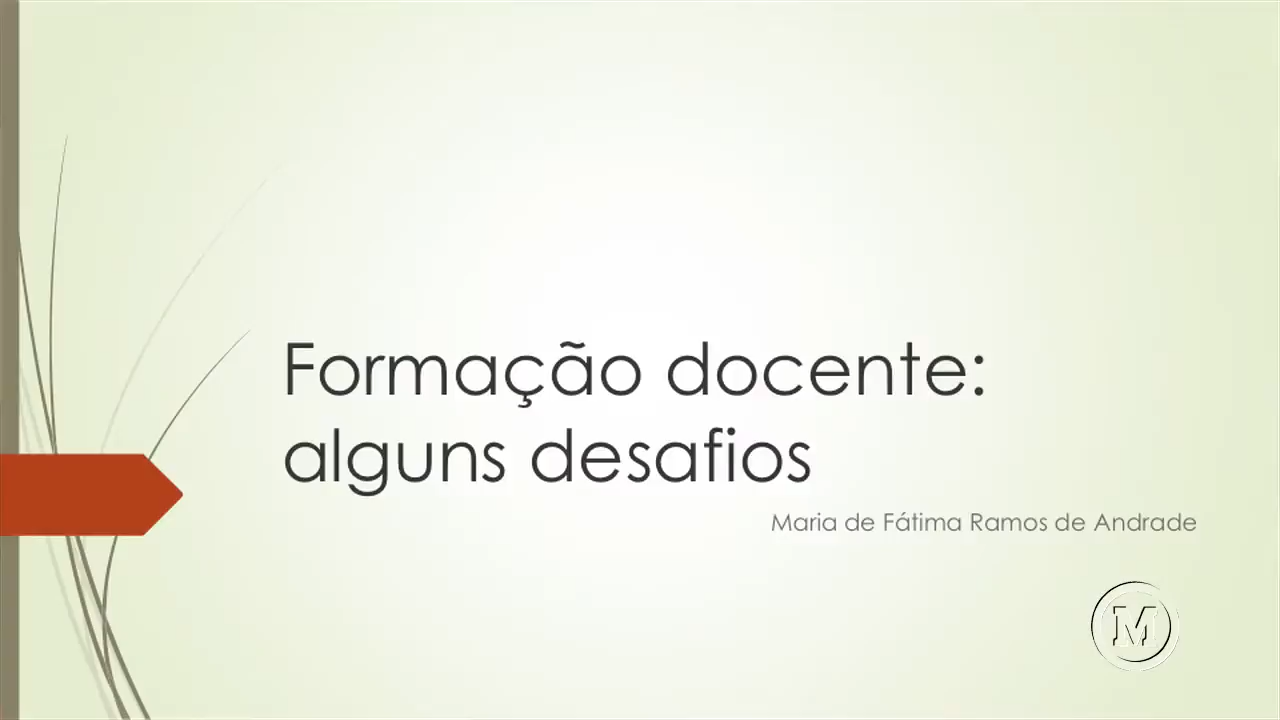 Formação docente:
alguns desafios
Maria de Fátima Ramos de Andrade
M